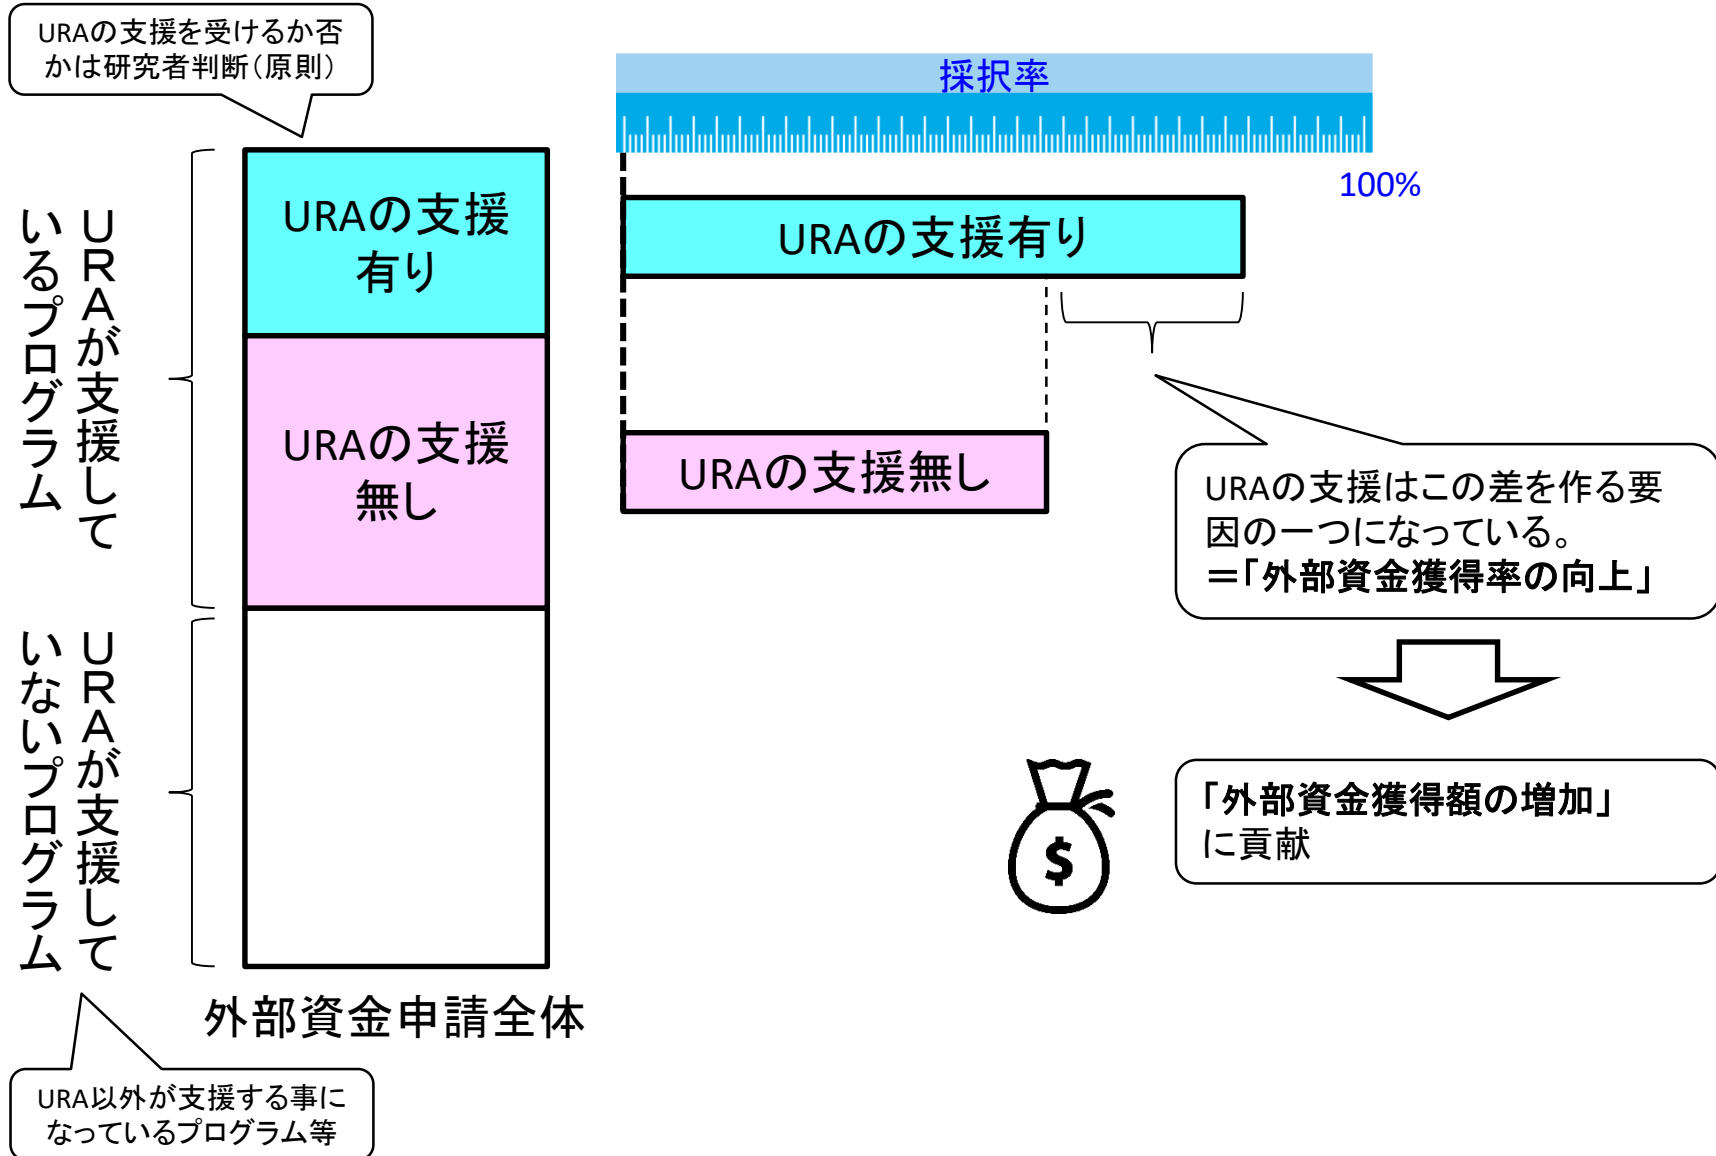 URAの支援を受けるか否
かは研究者判断（原則）
採択率
100%
URAが支援して
いるプログラム
URAの支援
有り
URAの支援
無し
URAの支援有り
URAの支援無し
URAの支援はこの差を作る要
因の一つになっている。
＝「外部資金獲得率の向上」
URAが支援して
いないプログラム
$
「外部資金獲得額の増加」
に貢献
外部資金申請全体
URA以外が支援する事に
なっているプログラム等